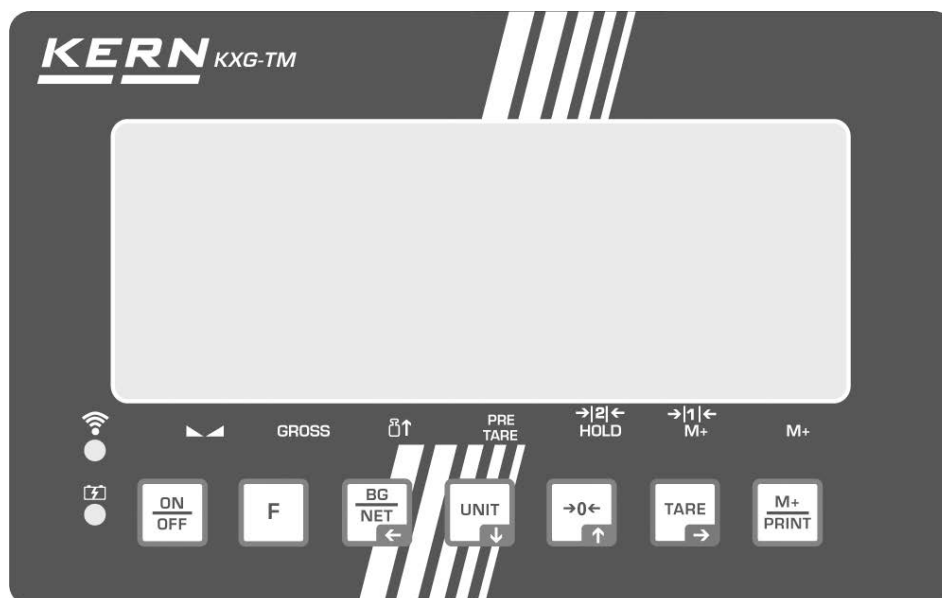 KERN KXG-TM
GROSS
PRE
TARE
→|2|←
HOLD
→|1|←
M+
M+
ON
OFF
F
BG
NET
UNIT
→0←
TARE
M+
PRINT